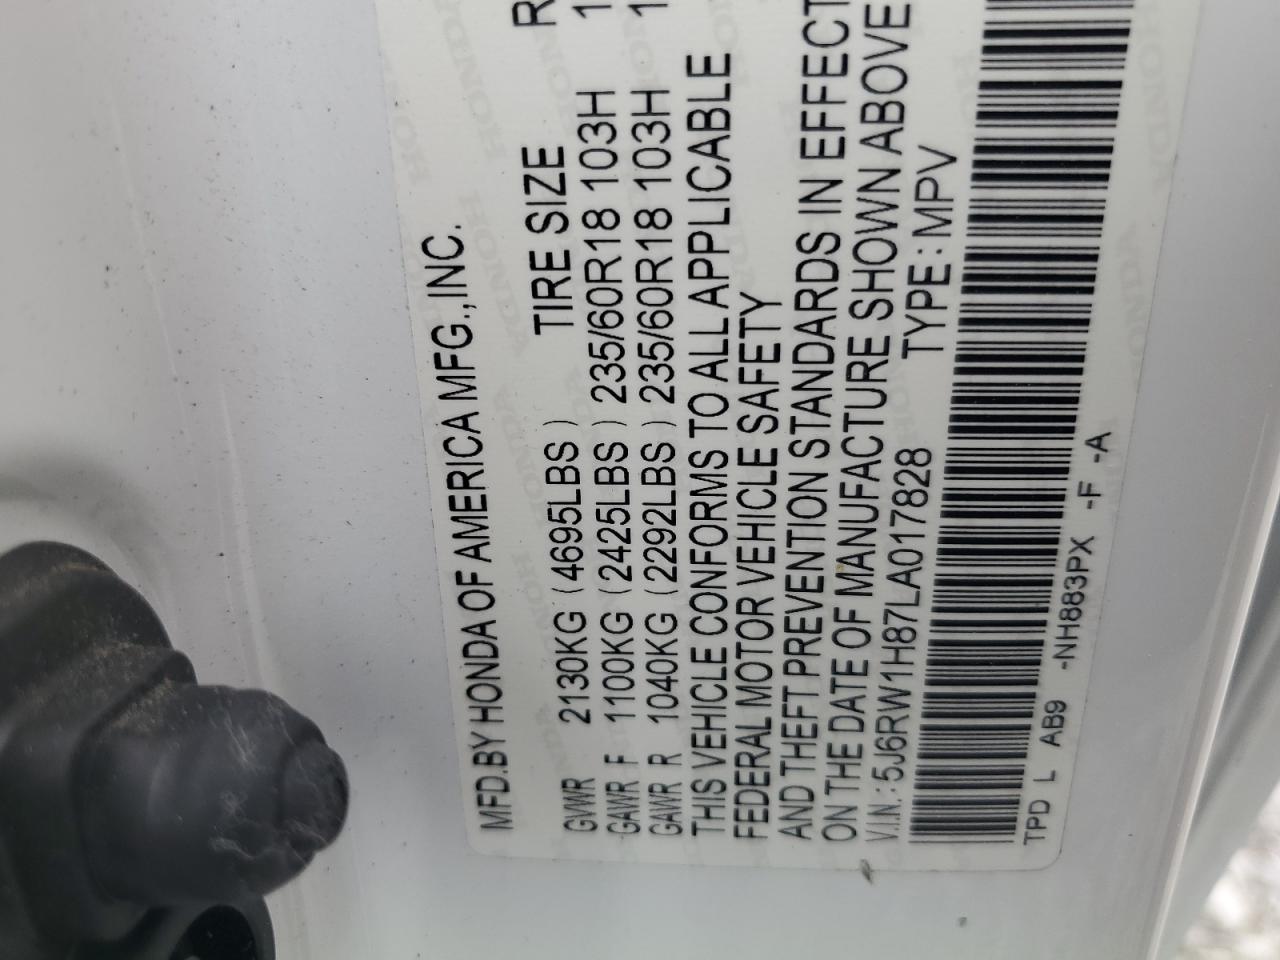 MFD.BY HONDA OF AMERICA MFG.,INC.
TIRE SIZE R
GVWR 2130KG (4695LBS) 235/60R18 103H 1
GAWR F 1100KG (2425LBS) 235/60R18 103H 1
GAWR R 1040KG (2292LBS)
THIS VEHICLE CONFORMS TO ALL APPLICABLE
FEDERAL MOTOR VEHICLE SAFETY
AND THEFT PREVENTION STANDARDS IN EFFECT
ON THE DATE OF MANUFACTURE SHOWN ABOVE
V.I.N.: 5J6RW1H87LA017828 TYPE : MPV
TPD L AB9 -NH883PX -F -A